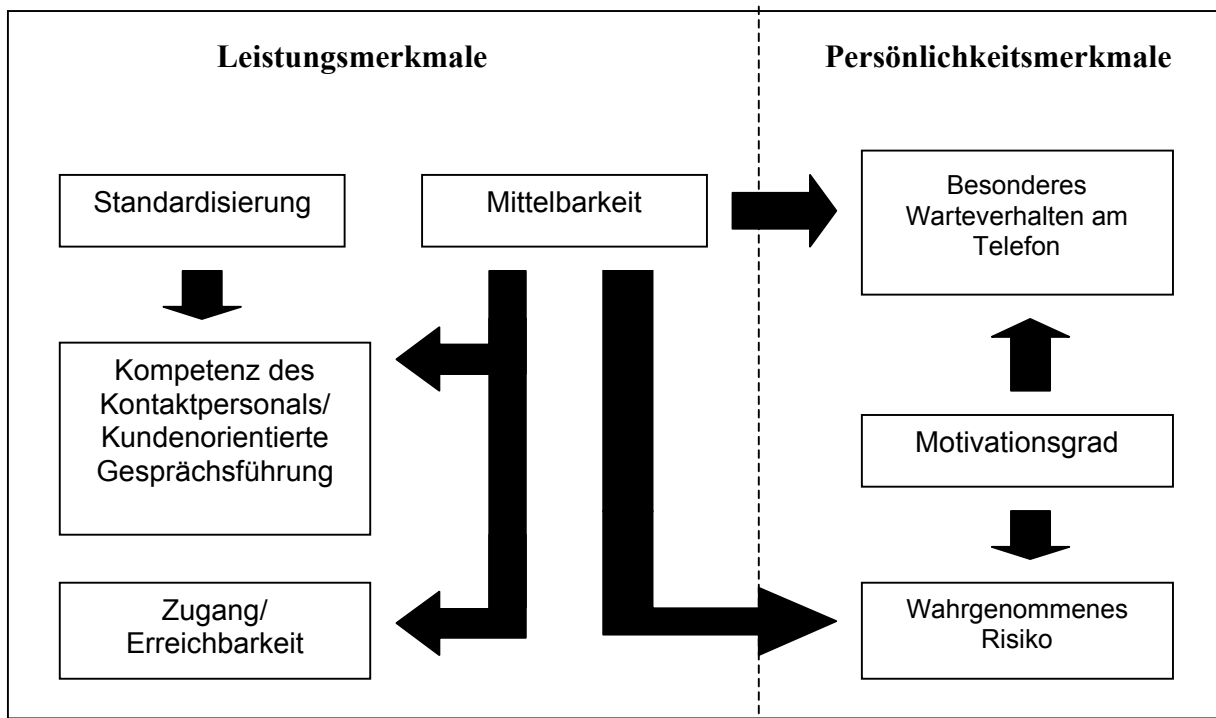 Leistungsmerkmale
Persönlichkeitsmerkmale
Standardisierung
Mittelbarkeit
Besonderes
Warteverhalten am
Telefon
Kompetenz des
Kontaktpersonals/
Kundenorientierte
Gesprächsführung
Motivationsgrad
Zugang/
Erreichbarkeit
Wahrgenommenes
Risiko